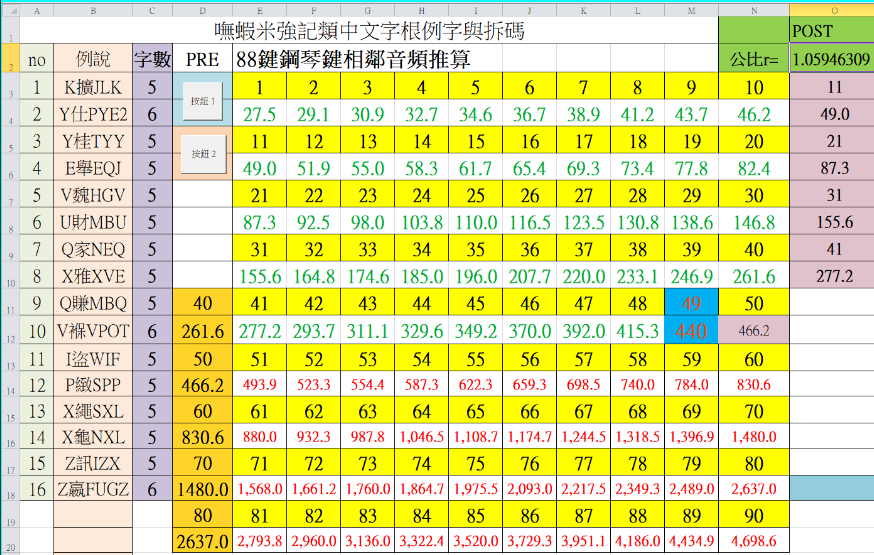 A B C D E F G H I J K L M N O
1 嘸蝦米強記類中文字根例字與拆碼 POST
2 no 例說 字數 PRE 88鍵鋼琴鍵相鄰音頻推算 公比r= 1.05946309
3 1 K擴JLK 5 按鈕 1 1 2 3 4 5 6 7 8 9 10 11
4 2 Y仕PYE2 6 27.5 29.1 30.9 32.7 34.6 36.7 38.9 41.2 43.7 46.2 49.0
5 3 Y桂TYY 5 按鈕 2 11 12 13 14 15 16 17 18 19 20 21
6 4 E舉EQJ 5 49.0 51.9 55.0 58.3 61.7 65.4 69.3 73.4 77.8 82.4 87.3
7 5 V魏HGV 5 21 22 23 24 25 26 27 28 29 30 31
8 6 U財MBU 5 87.3 92.5 98.0 103.8 110.0 116.5 123.5 130.8 138.6 146.8 155.6
9 7 Q家NEQ 5 31 32 33 34 35 36 37 38 39 40 41
10 8 X雅XVE 5 155.6 164.8 174.6 185.0 196.0 207.7 220.0 233.1 246.9 261.6 277.2
11 9 Q賺MBQ 5 40 41 42 43 44 45 46 47 48 49 50
12 10 V褓VPOT 6 261.6 277.2 293.7 311.1 329.6 349.2 370.0 392.0 415.3 440 466.2
13 11 I盜WIF 5 50 51 52 53 54 55 56 57 58 59 60
14 12 P緻SPP 5 466.2 493.9 523.3 554.4 587.3 622.3 659.3 698.5 740.0 784.0 830.6
15 13 X繩SXL 5 60 61 62 63 64 65 66 67 68 69 70
16 14 X龜NXL 5 830.6 880.0 932.3 987.8 1,046.5 1,108.7 1,174.7 1,244.5 1,318.5 1,396.9 1,480.0
17 15 Z訊IZX 5 70 71 72 73 74 75 76 77 78 79 80
18 16 Z嬴FUGZ 6 1480.0 1,568.0 1,661.2 1,760.0 1,864.7 1,975.5 2,093.0 2,217.5 2,349.3 2,489.0 2,637.0
19 80 81 82 83 84 85 86 87 88 89 90
20 2637.0 2,793.8 2,960.0 3,136.0 3,322.4 3,520.0 3,729.3 3,951.1 4,186.0 4,434.9 4,698.6